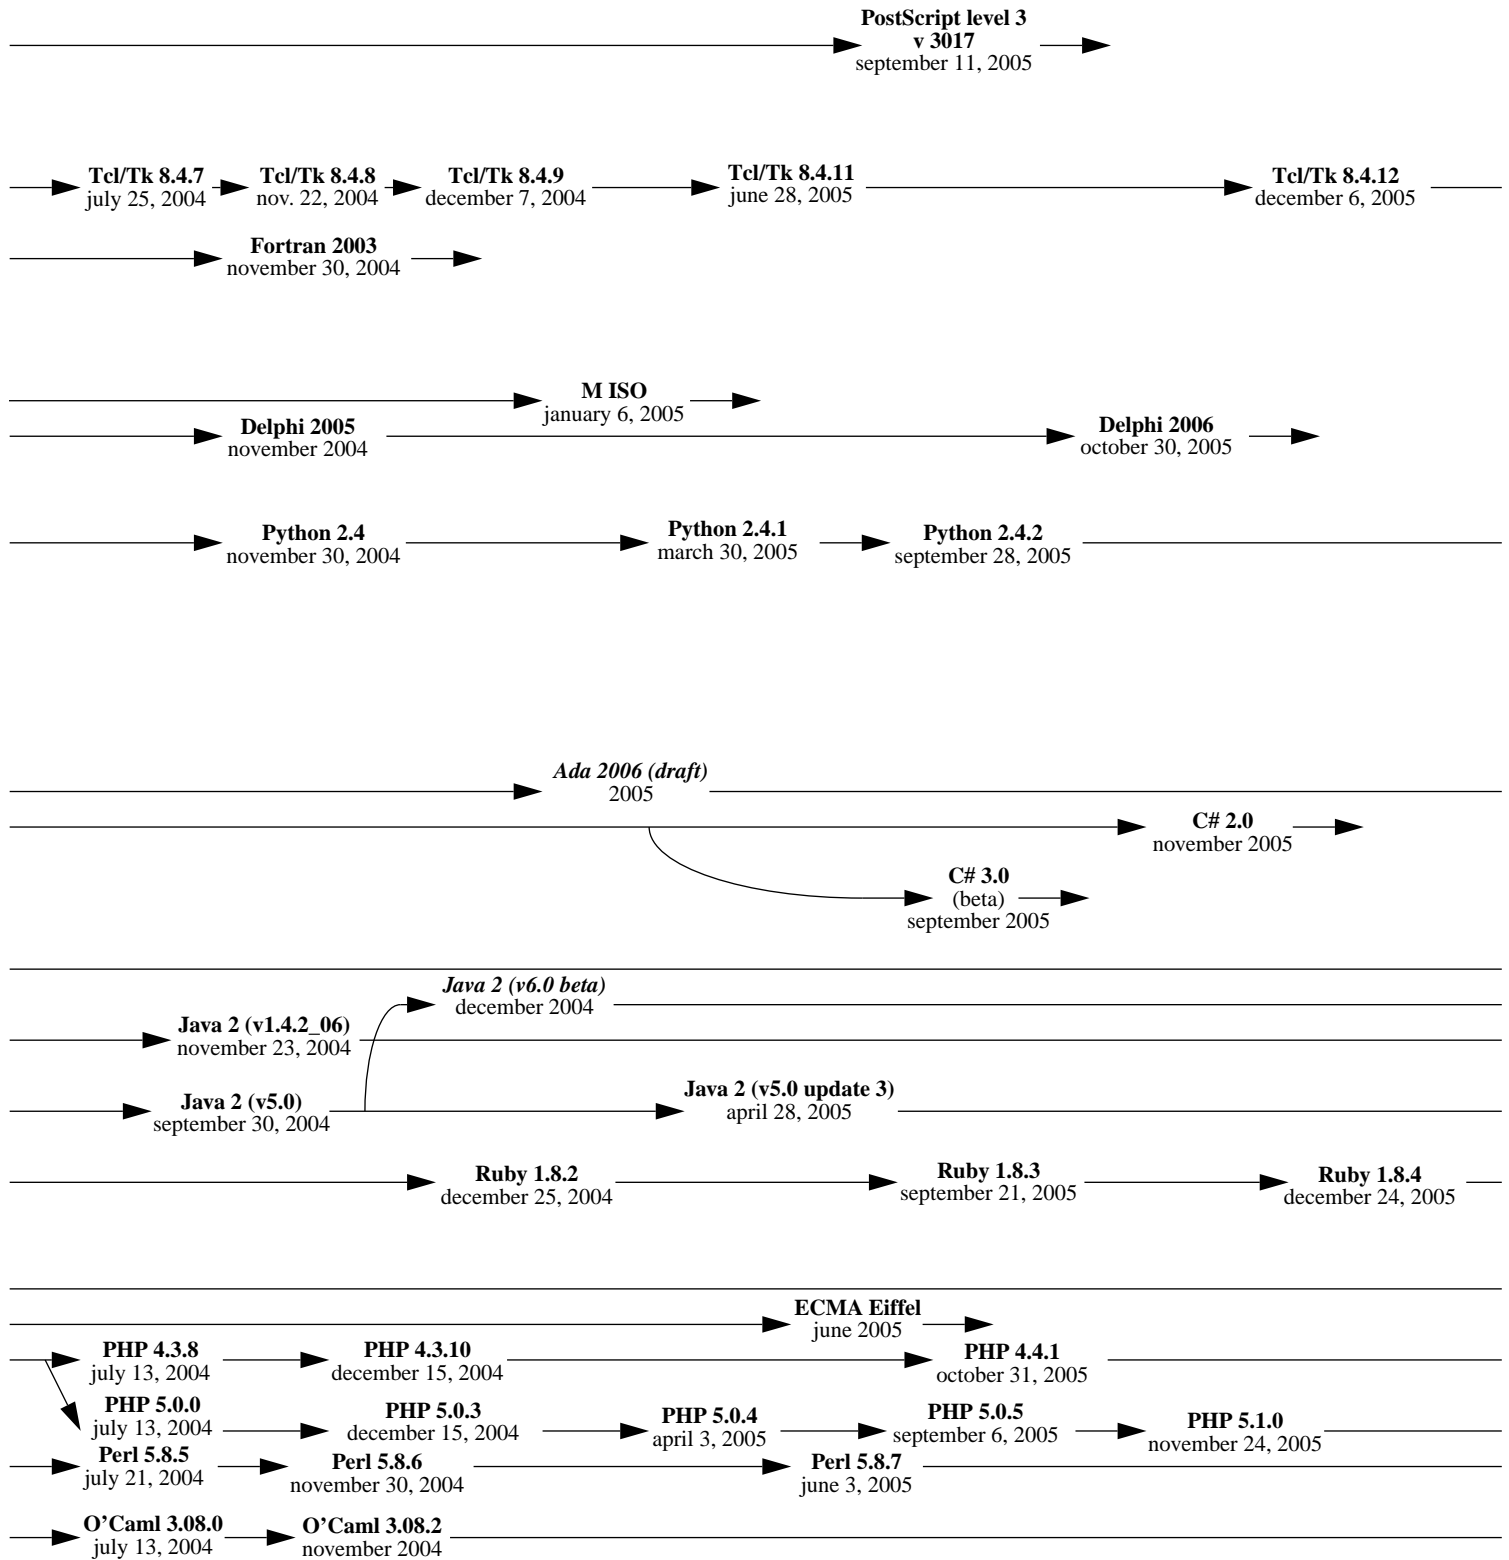 PostScript level 3
v 3017
september 11, 2005
Tcl/Tk 8.4.7
july 25, 2004
Tcl/Tk 8.4.8
nov. 22, 2004
Tcl/Tk 8.4.9
december 7, 2004
Tcl/Tk 8.4.11
june 28, 2005
Tcl/Tk 8.4.12
december 6, 2005
Fortran 2003
november 30, 2004
M ISO
january 6, 2005
Delphi 2005
november 2004
Delphi 2006
october 30, 2005
Python 2.4
november 30, 2004
Python 2.4.1
march 30, 2005
Python 2.4.2
september 28, 2005
Ada 2006 (draft)
2005
C# 2.0
november 2005
C# 3.0
(beta)
september 2005
Java 2 (v6.0 beta)
december 2004
Java 2 (v1.4.2_06)
november 23, 2004
Java 2 (v5.0)
september 30, 2004
Java 2 (v5.0 update 3)
april 28, 2005
Ruby 1.8.2
december 25, 2004
Ruby 1.8.3
september 21, 2005
Ruby 1.8.4
december 24, 2005
ECMA Eiffel
june 2005
PHP 4.3.8
july 13, 2004
PHP 4.3.10
december 15, 2004
PHP 4.4.1
october 31, 2005
PHP 5.0.0
july 13, 2004
PHP 5.0.3
december 15, 2004
PHP 5.0.4
april 3, 2005
PHP 5.0.5
september 6, 2005
PHP 5.1.0
november 24, 2005
Perl 5.8.5
july 21, 2004
Perl 5.8.6
november 30, 2004
Perl 5.8.7
june 3, 2005
O’Caml 3.08.0
july 13, 2004
O’Caml 3.08.2
november 2004